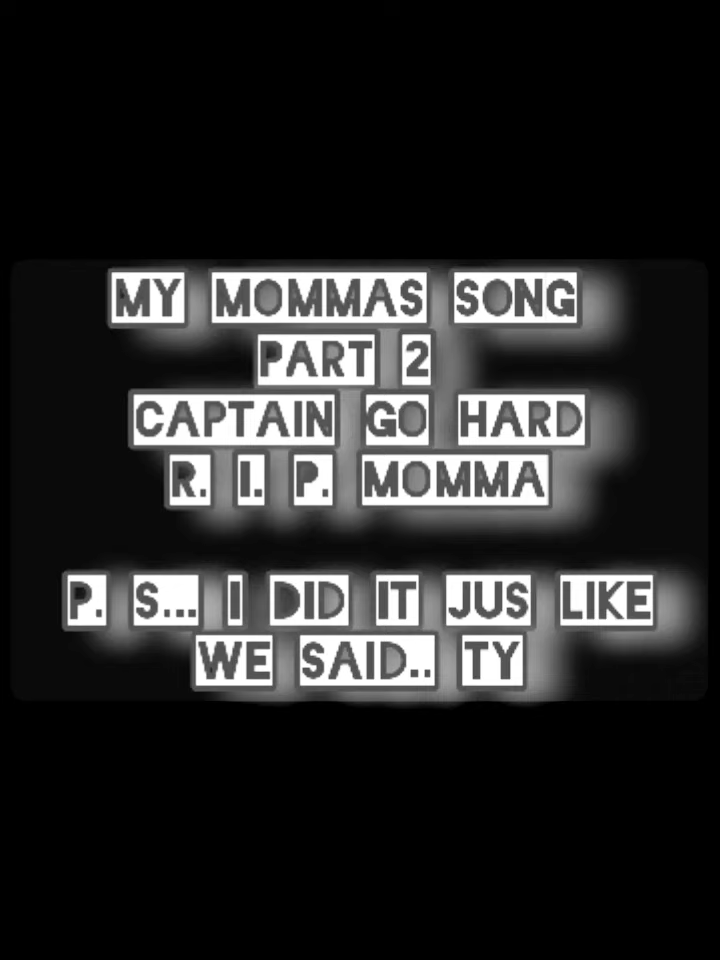 MY MOMMAS SONG
PART 2
CAPTAIN GO HARD
R. I. P. MOMMA
P. S... I DID IT JUS LIKE
WE SAID.. TY